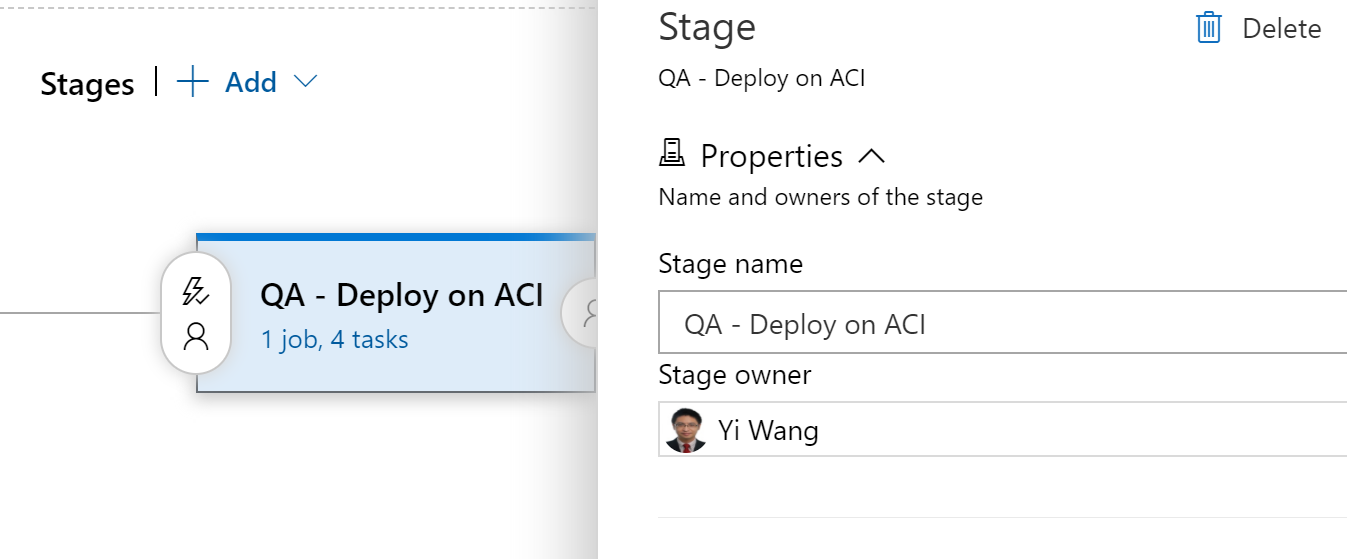 Stages
Add
QA - Deploy on ACI
1 job, 4 tasks
Stage
Delete
QA - Deploy on ACI
Properties
Name and owners of the stage
Stage name
QA - Deploy on ACI
Stage owner
Yi Wang